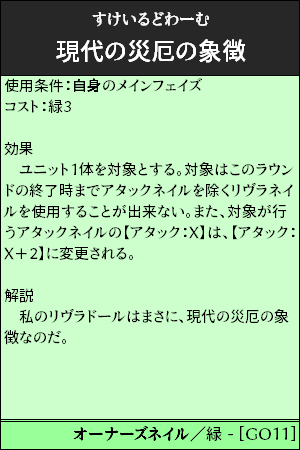 すけいるどわーむ
現代の災厄の象徴
使用条件：自身のメインフェイズ
コスト：緑3
効果
　ユニット1体を対象とする。対象はこのラウン
ドの終了時までアタックネイルを除くリヴラネイ
ルを使用することが出来ない。また、対象が行
うアタックネイルの【アタック：X】は、【アタック：
X＋2】に変更される。
解説
　私のリヴラドールはまさに、現代の災厄の象
徴なのだ。
オーナーズネイル／緑 - [GO11]